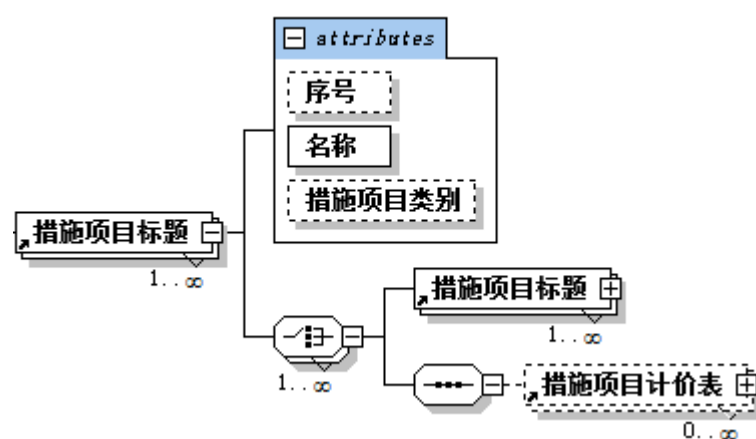 attributes
序号
名称
措施项目类别
措施项目标题
1..∞
措施项目标题
1..∞
1..∞
措施项目计价表
0..∞